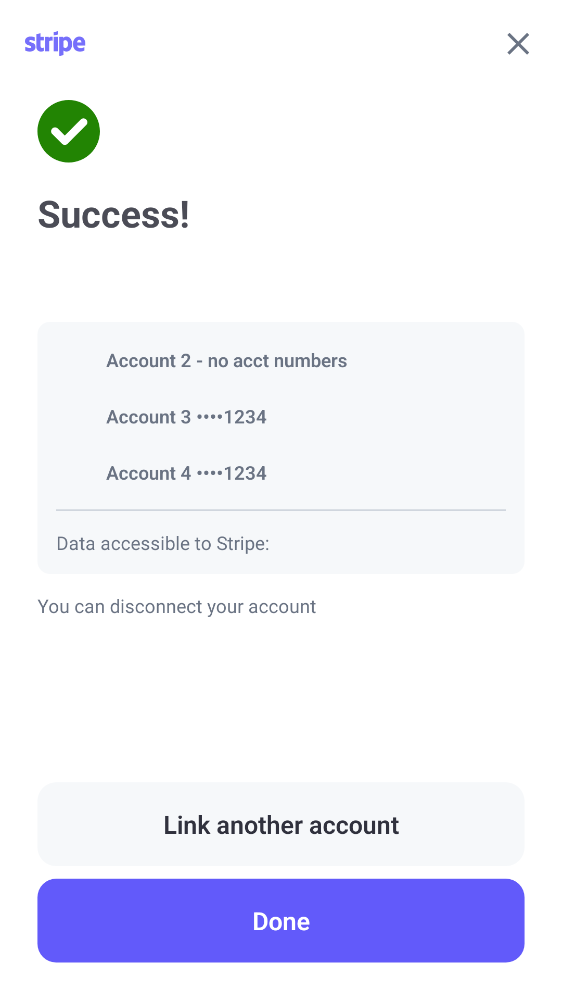 stripe
Success!
Account 2 - no acct numbers
Account 3 ••••1234
Account 4 ••••1234
Data accessible to Stripe:
You can disconnect your account
Link another account
Done